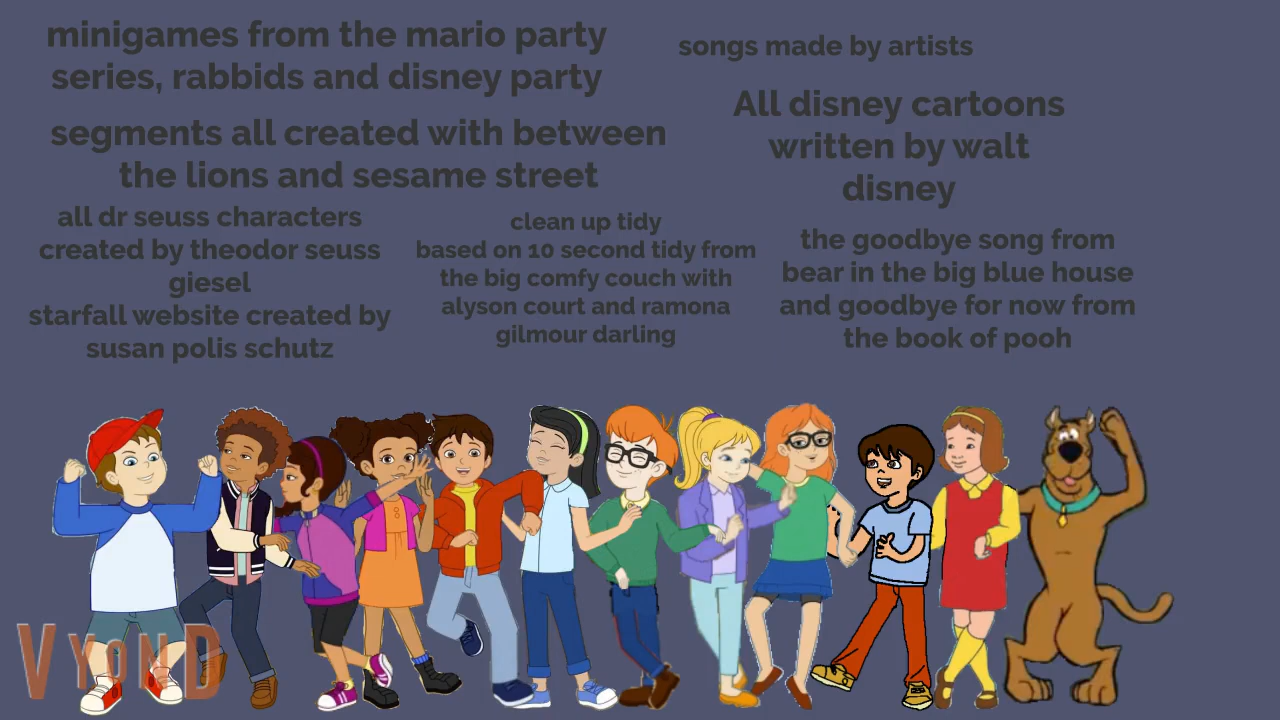 minigames from the mario party
series, rabbids and disney party
songs made by artists
segments all created with between
the lions and sesame street
All disney cartoons
written by walt
disney
all dr seuss characters
created by theodor seuss
giesel
starfall website created by
susan polis schutz
clean up tidy
based on 10 second tidy from
the big comfy couch with
alyson court and ramona
gilmour darling
the goodbye song from
bear in the big blue house
and goodbye for now from
the book of pooh
VYOND